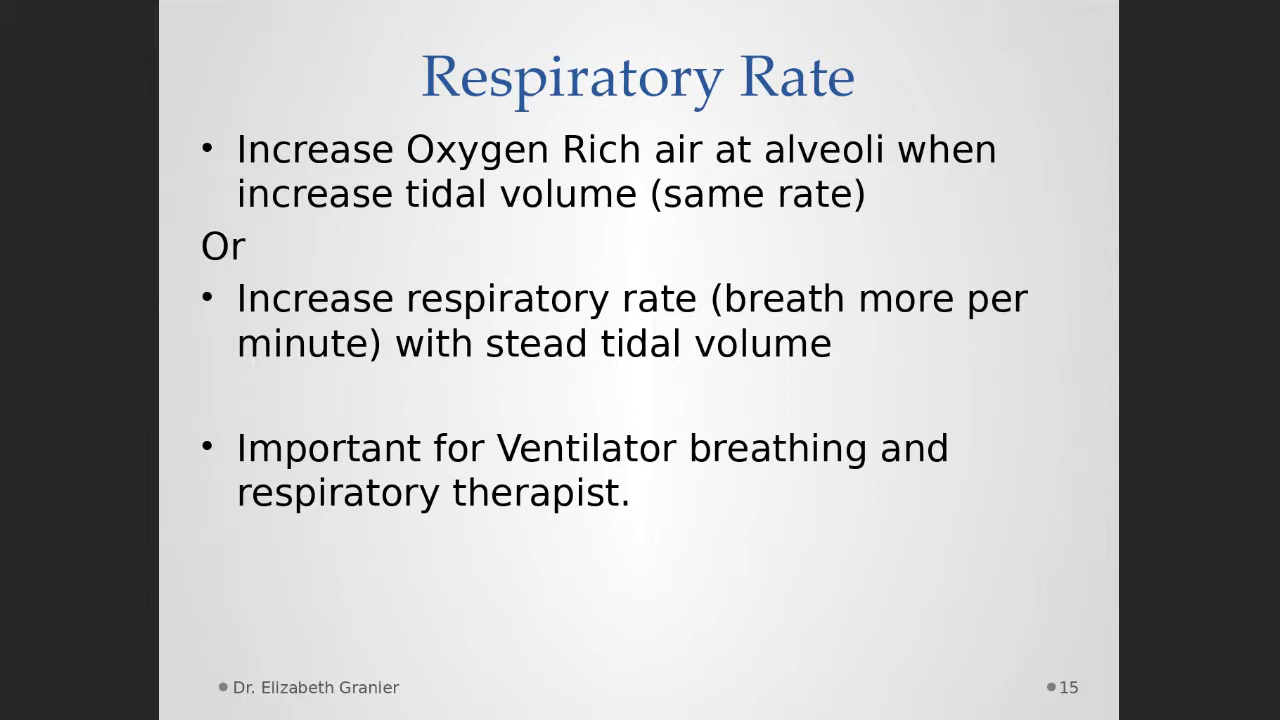 Respiratory Rate
• Increase Oxygen Rich air at alveoli when
increase tidal volume (same rate)
Or
• Increase respiratory rate (breath more per
minute) with stead tidal volume
• Important for Ventilator breathing and
respiratory therapist.
Dr. Elizabeth Granier
15